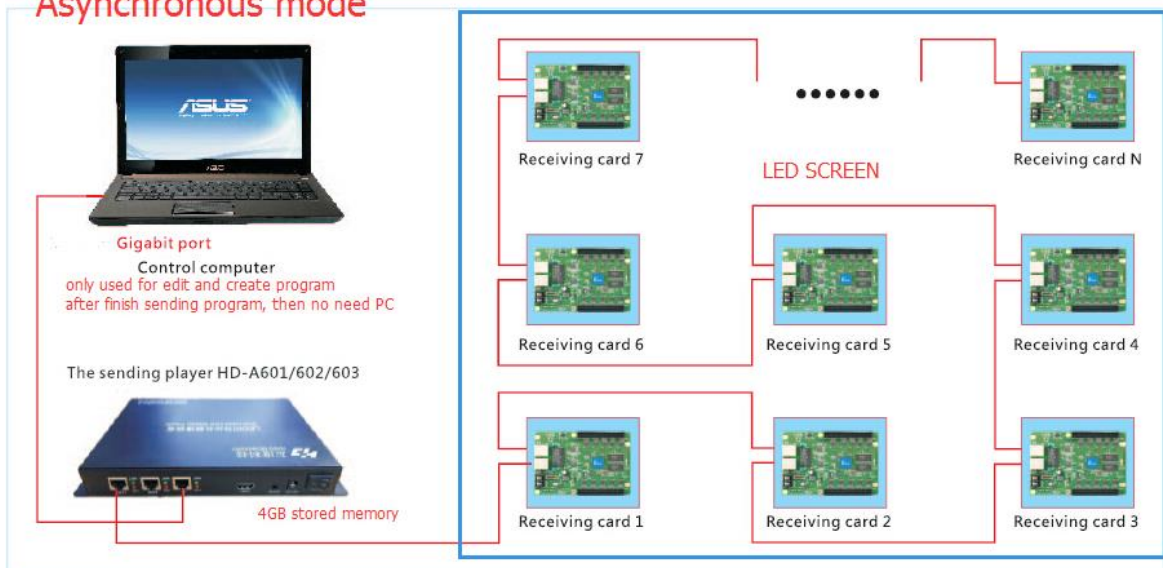 Asynchronous mode
ASUS
Gigabit port
Control computer
only used for edit and create program
after finish sending program, then no need PC
The sending player HD-A601/602/603
4GB stored memory
Receiving card 7
Receiving card N
LED SCREEN
Receiving card 6
Receiving card 5
Receiving card 4
Receiving card 1
Receiving card 2
Receiving card 3